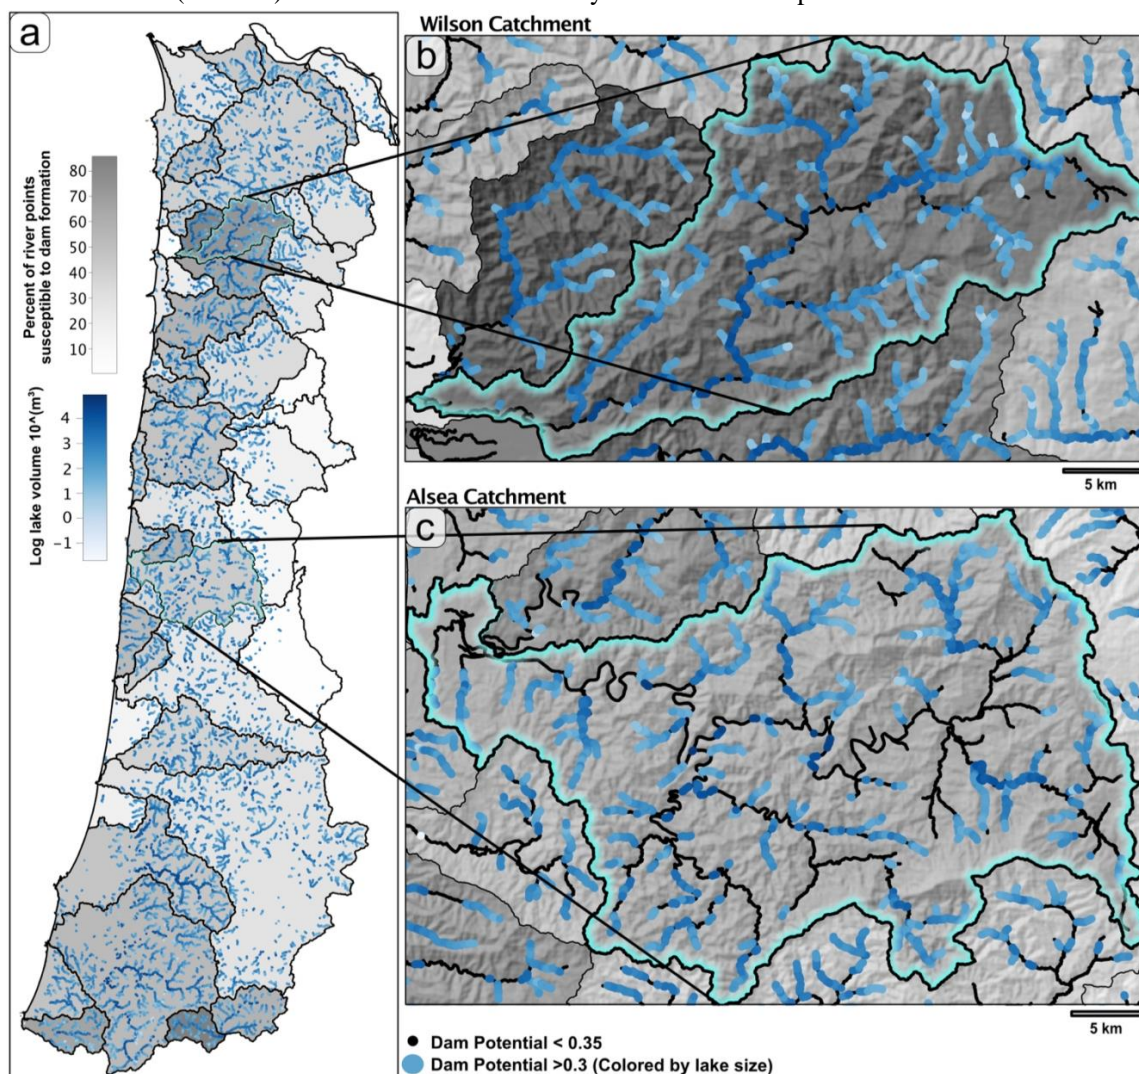 Wilson Catchment
a
b
Percent of river points
susceptible to dam formation
80
70
60
50
40
30
20
10
Log lake volume 10^(m³)
4
3
2
1
0
−1
5 km
Alsea Catchment
c
5 km
Dam Potential < 0.35
Dam Potential >0.3 (Colored by lake size)